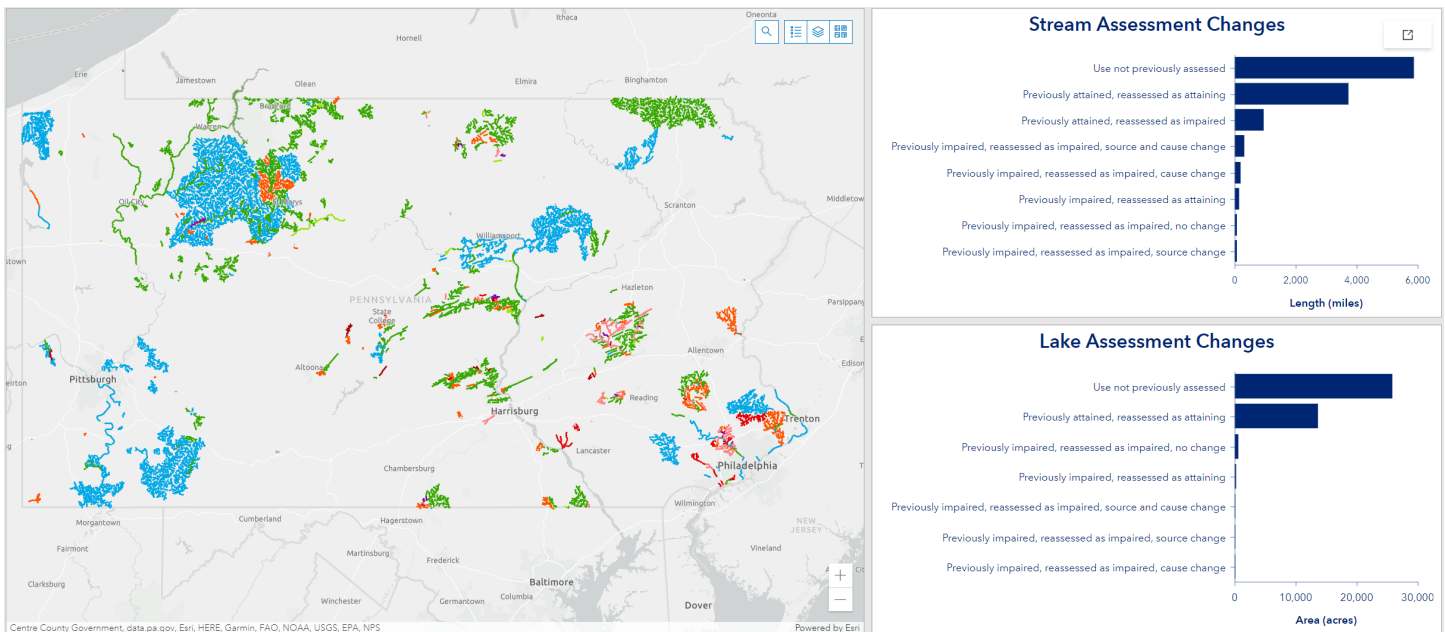 Ithaca
Oneonta
Hornell
Erie
Jamestown
Olean
Elmira
Binghamton
Bradford
Warren
Oil City
St. Marys
Scranton
Middletow
Williamsport
stown
Hazleton
PENNSYLVANIA
Parsippany
State
College
Allentown
Edison
Altoona
Pittsburgh
eirton
Reading
Harrisburg
Trenton
Lancaster
Chambersburg
Philadelphia
Wilmington
Morgantown
Cumberland
Hagerstown
NEW
JERSEY
Fairmont
Martinsburg
Frederick
Vineland
Clarksburg
Baltimore
Columbia
Winchester
Germantown
Dover
Centre County Government, data.pa.gov, Esri, HERE, Garmin, FAO, NOAA, USGS, EPA, NPS
Powered by Esri
Stream Assessment Changes
Use not previously assessed
Previously attained, reassessed as attaining
Previously attained, reassessed as impaired
Previously impaired, reassessed as impaired, source and cause change
Previously impaired, reassessed as impaired, cause change
Previously impaired, reassessed as attaining
Previously impaired, reassessed as impaired, no change
Previously impaired, reassessed as impaired, source change
0 2,000 4,000 6,000
Length (miles)
Lake Assessment Changes
Use not previously assessed
Previously attained, reassessed as attaining
Previously impaired, reassessed as impaired, no change
Previously impaired, reassessed as attaining
Previously impaired, reassessed as impaired, source and cause change
Previously impaired, reassessed as impaired, source change
Previously impaired, reassessed as impaired, cause change
0 10,000 20,000 30,000
Area (acres)